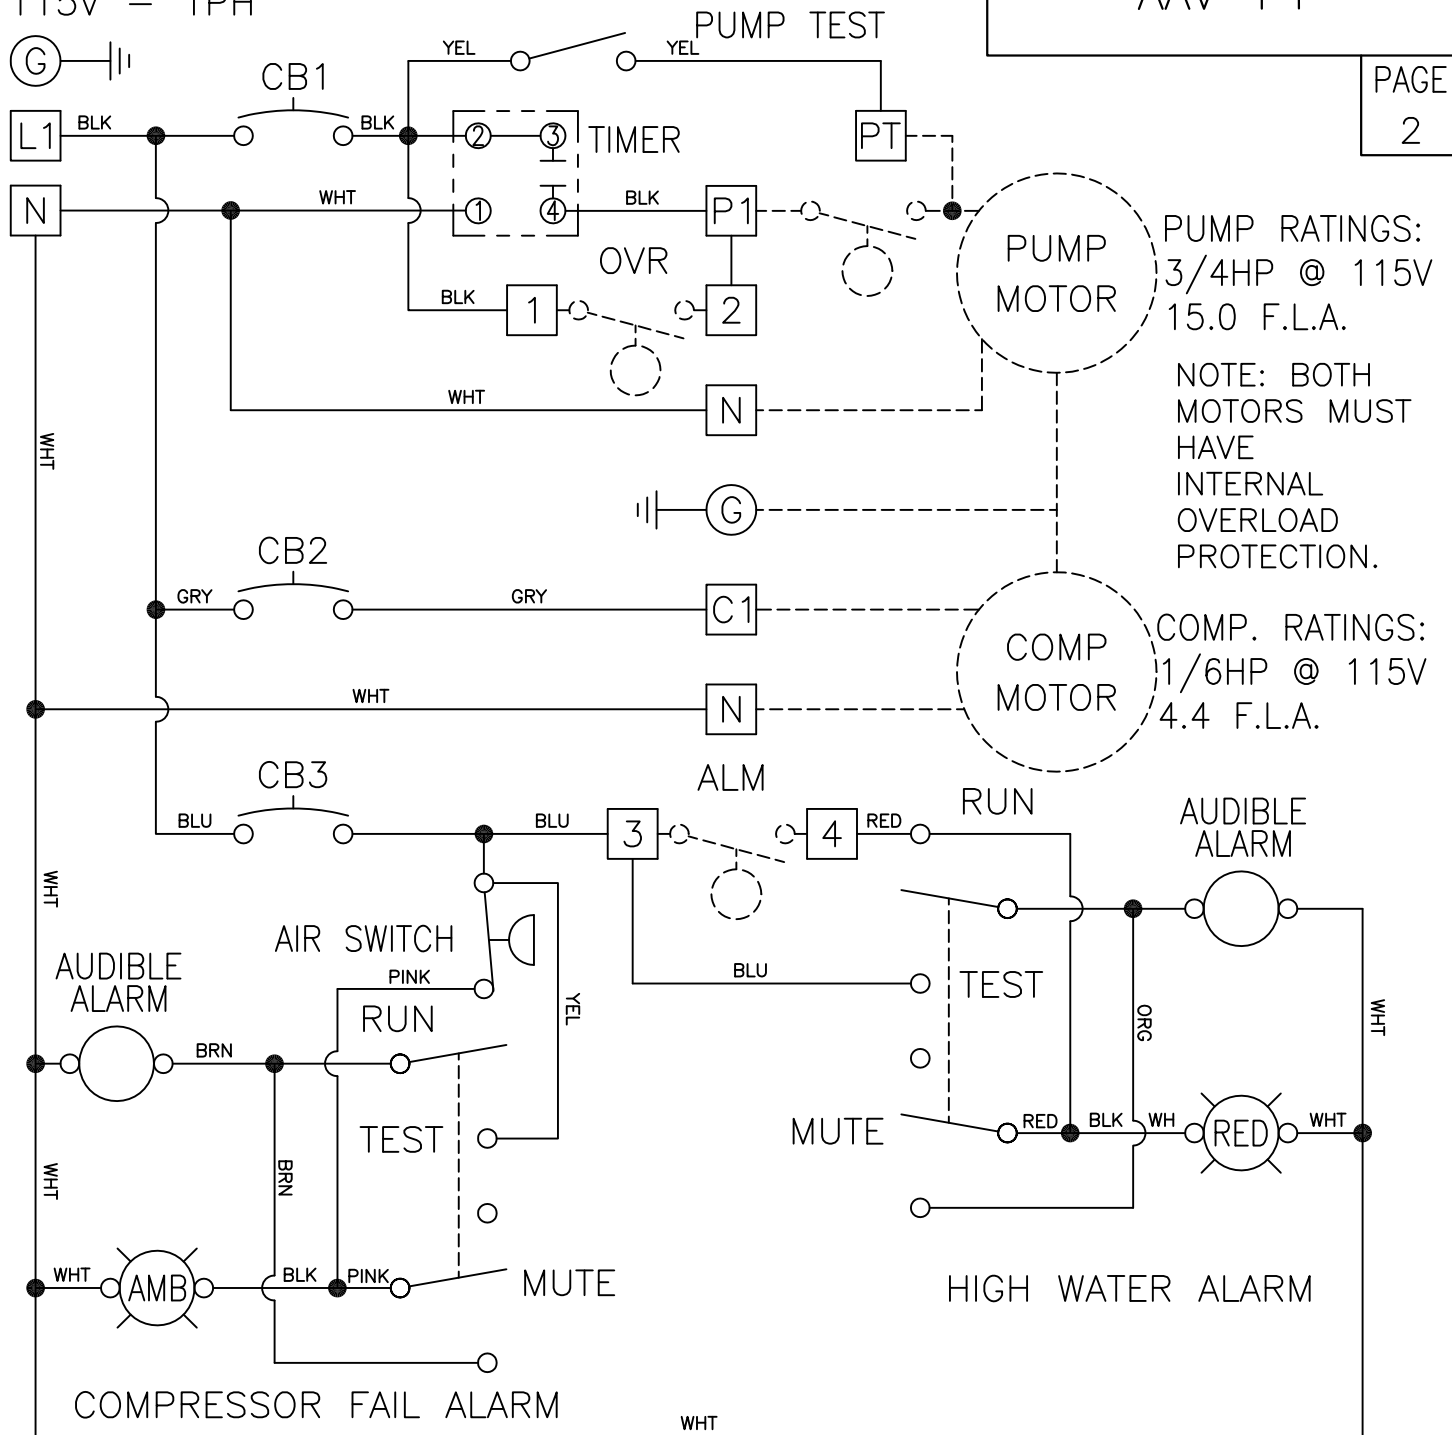 115V – 1PH
PUMP TEST
PAGE
2
G
CB1
YEL
YEL
L1
BLK
BLK
2
3
TIMER
PT
N
WHT
1
4
BLK
P1
OVR
PUMP
MOTOR
PUMP RATINGS:
3/4HP @ 115V
15.0 F.L.A.
BLK
1
2
NOTE: BOTH
MOTORS MUST
HAVE
INTERNAL
OVERLOAD
PROTECTION.
WHT
N
WHT
G
CB2
GRY
GRY
C1
COMP
MOTOR
COMP. RATINGS:
1/6HP @ 115V
4.4 F.L.A.
WHT
N
CB3
ALM
RUN
BLU
BLU
3
4
RED
AUDIBLE
ALARM
WHT
AIR SWITCH
PINK
BLU
TEST
AUDIBLE
ALARM
RUN
YEL
ORG
WHT
BRN
TEST
MUTE
RED
BLK
WH
RED
WHT
WHT
BRN
WHT
AMB
BLK
PINK
MUTE
HIGH WATER ALARM
COMPRESSOR FAIL ALARM
WHT